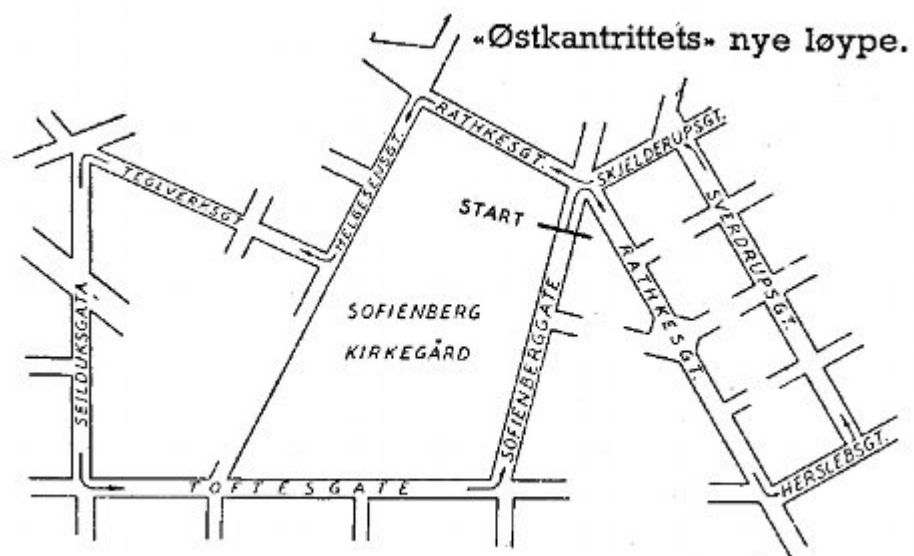 «Østkantrittets» nye løype.
RATHKESGT.
SKJELDERUPSGT.
TEGLVERKSGT
HELGESENSGT.
SVERDRUPSGT.
START
RATHKESGT.
SOFIENBERG
KIRKEGÅRD
SEILDUKSGATA
SOFIENBERGGATE
TOFTESGATE
HERSLEBSGT.